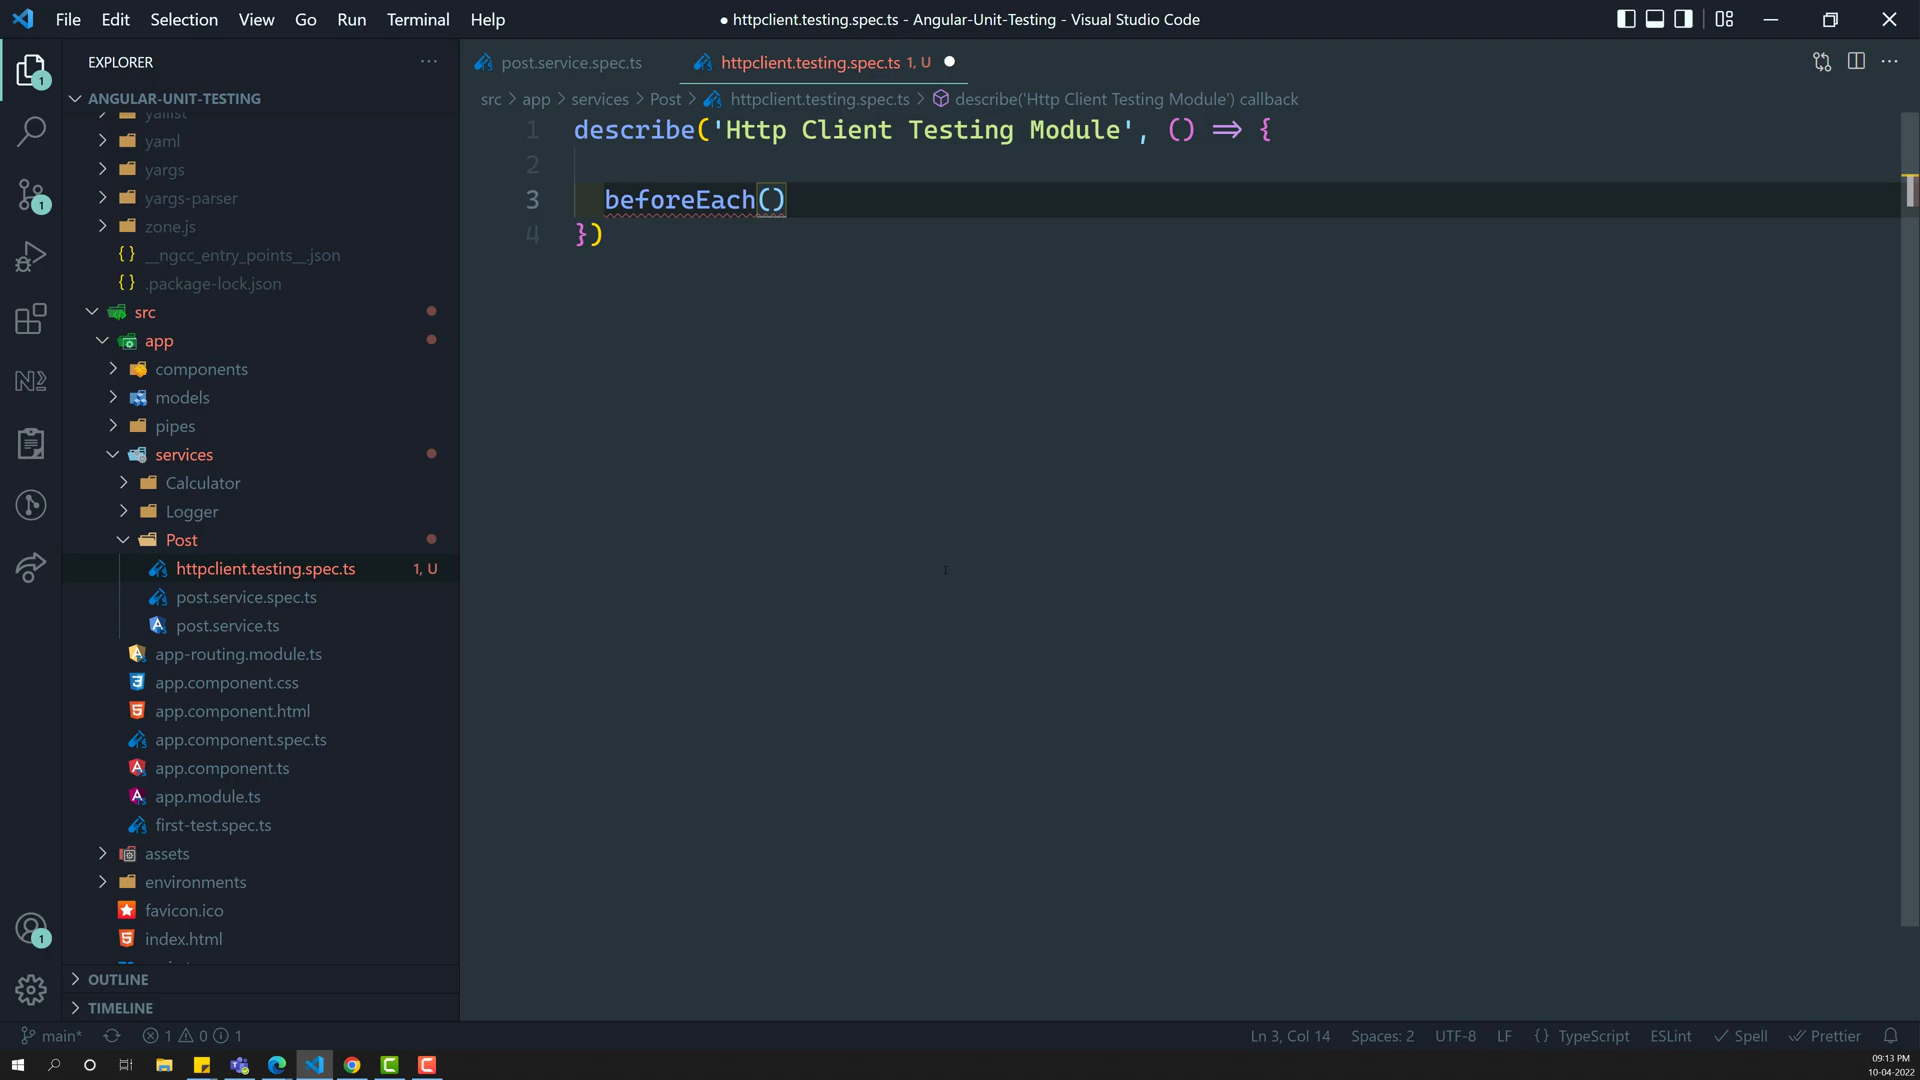 File Edit Selection View Go Run Terminal Help
● httpclient.testing.spec.ts - Angular-Unit-Testing - Visual Studio Code
EXPLORER
ANGULAR-UNIT-TESTING
yallist
yaml
yargs
yargs-parser
zone.js
{ } __ngcc_entry_points__.json
{ } .package-lock.json
src
app
components
models
pipes
services
Calculator
Logger
Post
httpclient.testing.spec.ts 1, U
post.service.spec.ts
post.service.ts
app-routing.module.ts
app.component.css
app.component.html
app.component.spec.ts
app.component.ts
app.module.ts
first-test.spec.ts
assets
environments
favicon.ico
index.html
OUTLINE
TIMELINE
post.service.spec.ts
httpclient.testing.spec.ts 1, U
src > app > services > Post > httpclient.testing.spec.ts > describe('Http Client Testing Module') callback
1 describe('Http Client Testing Module', () => {
2
3 beforeEach()
4 })
main* 1 0 1
Ln 3, Col 14 Spaces: 2 UTF-8 LF { } TypeScript ESLint Spell Prettier
09:13 PM
10-04-2022